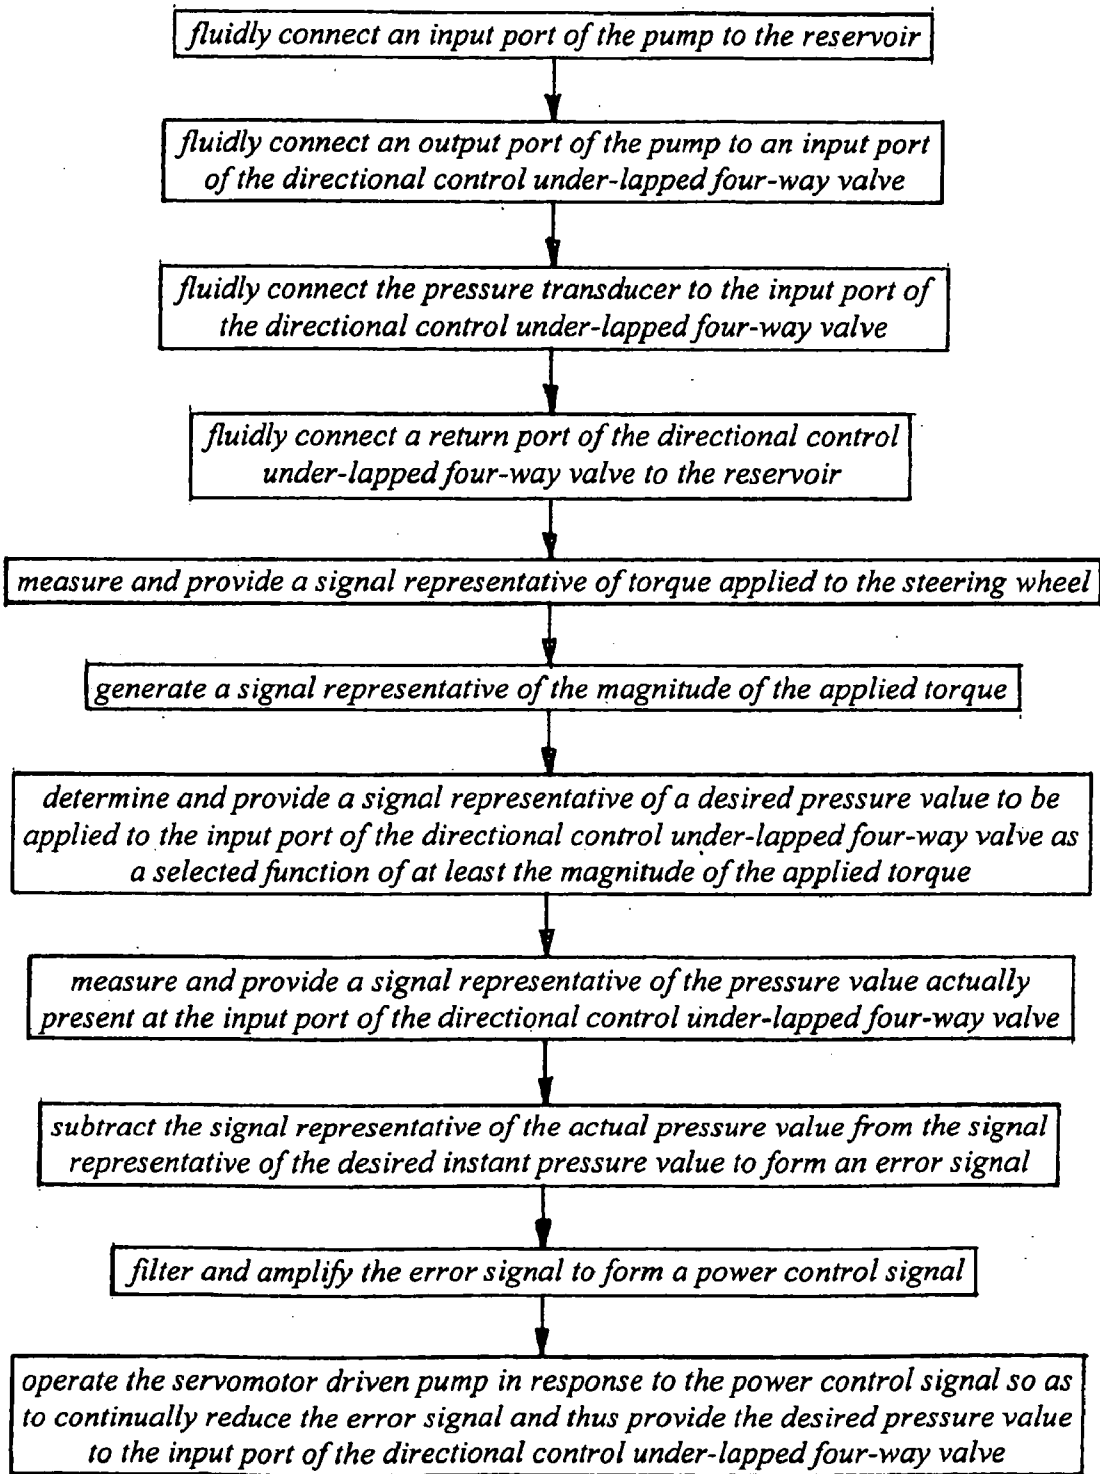 fluidly connect an input port of the pump to the reservoir
fluidly connect an output port of the pump to an input port
of the directional control under-lapped four-way valve
fluidly connect the pressure transducer to the input port of
the directional control under-lapped four-way valve
fluidly connect a return port of the directional control
under-lapped four-way valve to the reservoir
measure and provide a signal representative of torque applied to the steering wheel
generate a signal representative of the magnitude of the applied torque
determine and provide a signal representative of a desired pressure value to be
applied to the input port of the directional control under-lapped four-way valve as
a selected function of at least the magnitude of the applied torque
measure and provide a signal representative of the pressure value actually
present at the input port of the directional control under-lapped four-way valve
subtract the signal representative of the actual pressure value from the signal
representative of the desired instant pressure value to form an error signal
filter and amplify the error signal to form a power control signal
operate the servomotor driven pump in response to the power control signal so as
to continually reduce the error signal and thus provide the desired pressure value
to the input port of the directional control under-lapped four-way valve